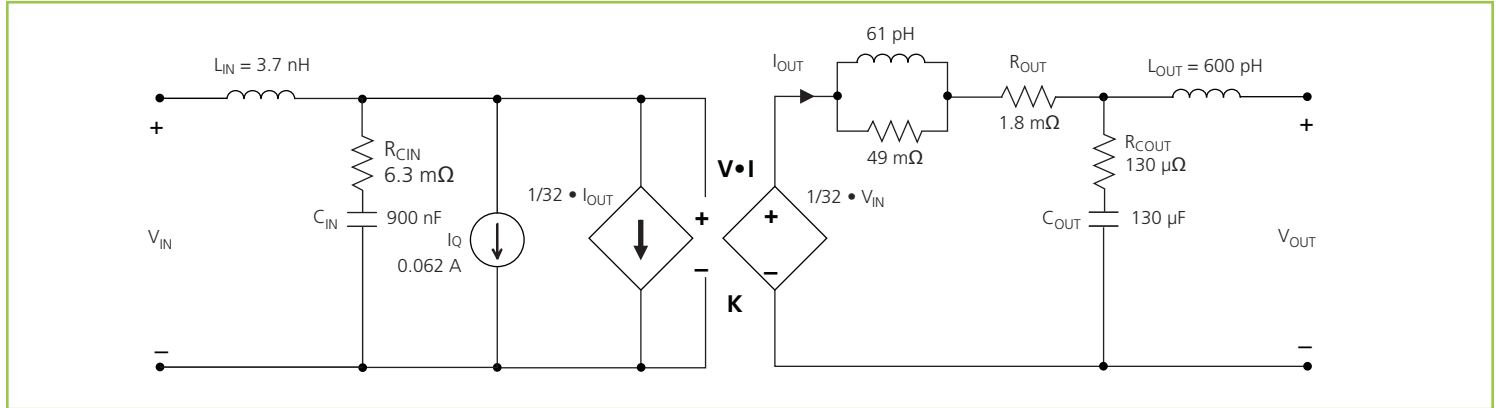 L_IN = 3.7 nH
+
–
V_IN
R_CIN
6.3 mΩ
C_IN
900 nF
I_Q
0.062 A
1/32 • I_OUT
V•I
+
–
K
+
–
1/32 • V_IN
I_OUT
61 pH
49 mΩ
R_OUT
1.8 mΩ
L_OUT = 600 pH
R_COUT
130 µΩ
C_OUT
130 µF
+
–
V_OUT